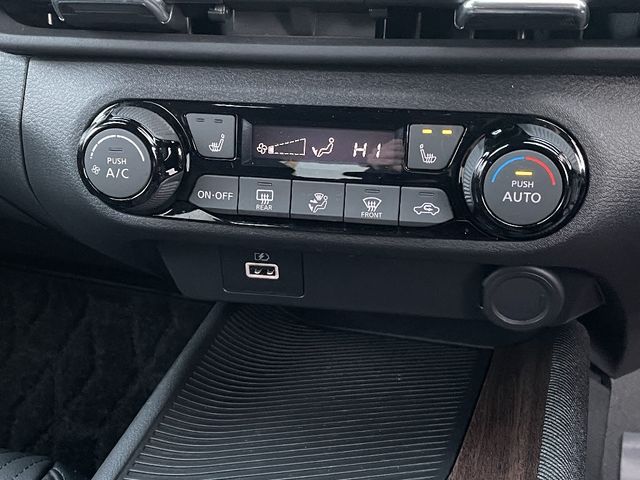 PUSH
A/C
HI
PUSH
AUTO
ON·OFF
REAR
FRONT